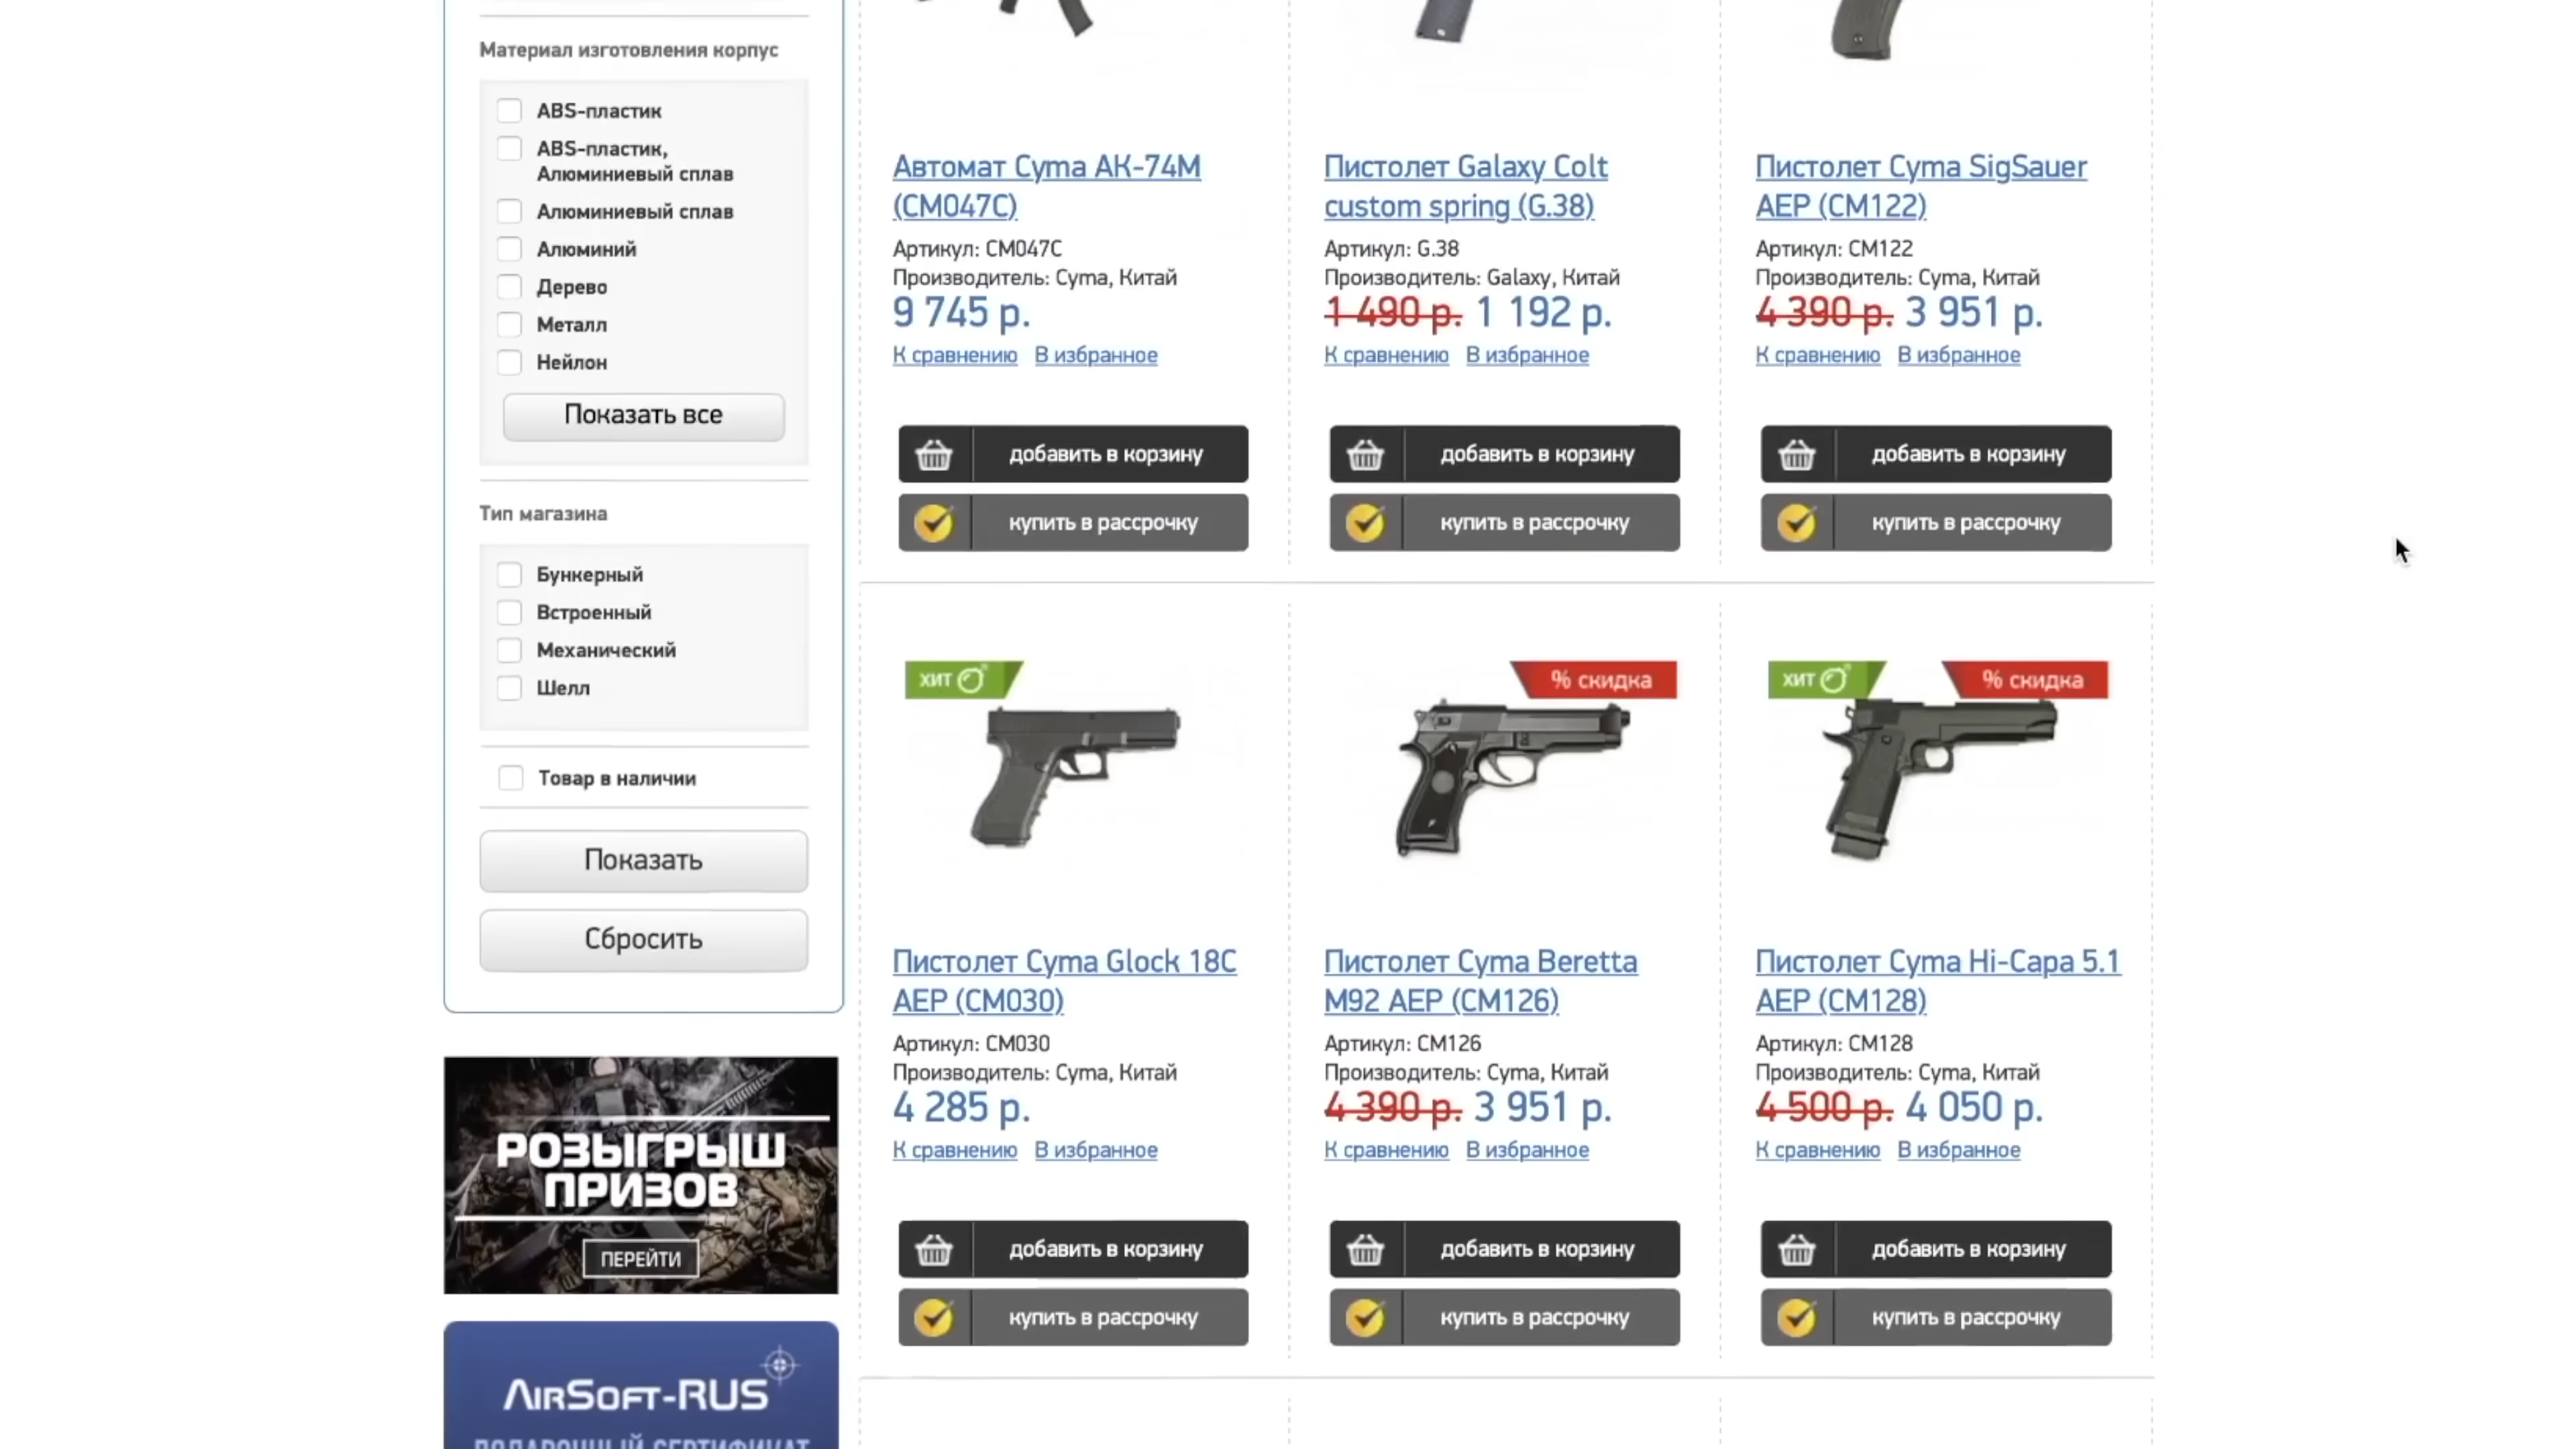 Материал изготовления корпус
ABS-пластик
ABS-пластик,
Алюминиевый сплав
Алюминиевый сплав
Алюминий
Дерево
Металл
Нейлон
Показать все
Тип магазина
Бункерный
Встроенный
Механический
Шелл
Товар в наличии
Показать
Сбросить
РОЗЫГРЫШ
ПРИЗОВ
ПЕРЕЙТИ
AIRSOFT-RUS
ПОДАРОЧНЫЙ СЕРТИФИКАТ
Автомат Cyma АК-74М
(CM047C)
Артикул: CM047C
Производитель: Cyma, Китай
9 745 р.
К сравнению В избранное
добавить в корзину
купить в рассрочку
Пистолет Galaxy Colt
custom spring (G.38)
Артикул: G.38
Производитель: Galaxy, Китай
1 490 р. 1 192 р.
К сравнению В избранное
добавить в корзину
купить в рассрочку
Пистолет Cyma SigSauer
AEP (CM122)
Артикул: CM122
Производитель: Cyma, Китай
4 390 р. 3 951 р.
К сравнению В избранное
добавить в корзину
купить в рассрочку
ХИТ
Пистолет Cyma Glock 18C
AEP (CM030)
Артикул: CM030
Производитель: Cyma, Китай
4 285 р.
К сравнению В избранное
добавить в корзину
купить в рассрочку
% скидка
Пистолет Cyma Beretta
M92 AEP (CM126)
Артикул: CM126
Производитель: Cyma, Китай
4 390 р. 3 951 р.
К сравнению В избранное
добавить в корзину
купить в рассрочку
ХИТ % скидка
Пистолет Cyma Hi-Capa 5.1
AEP (CM128)
Артикул: CM128
Производитель: Cyma, Китай
4 500 р. 4 050 р.
К сравнению В избранное
добавить в корзину
купить в рассрочку